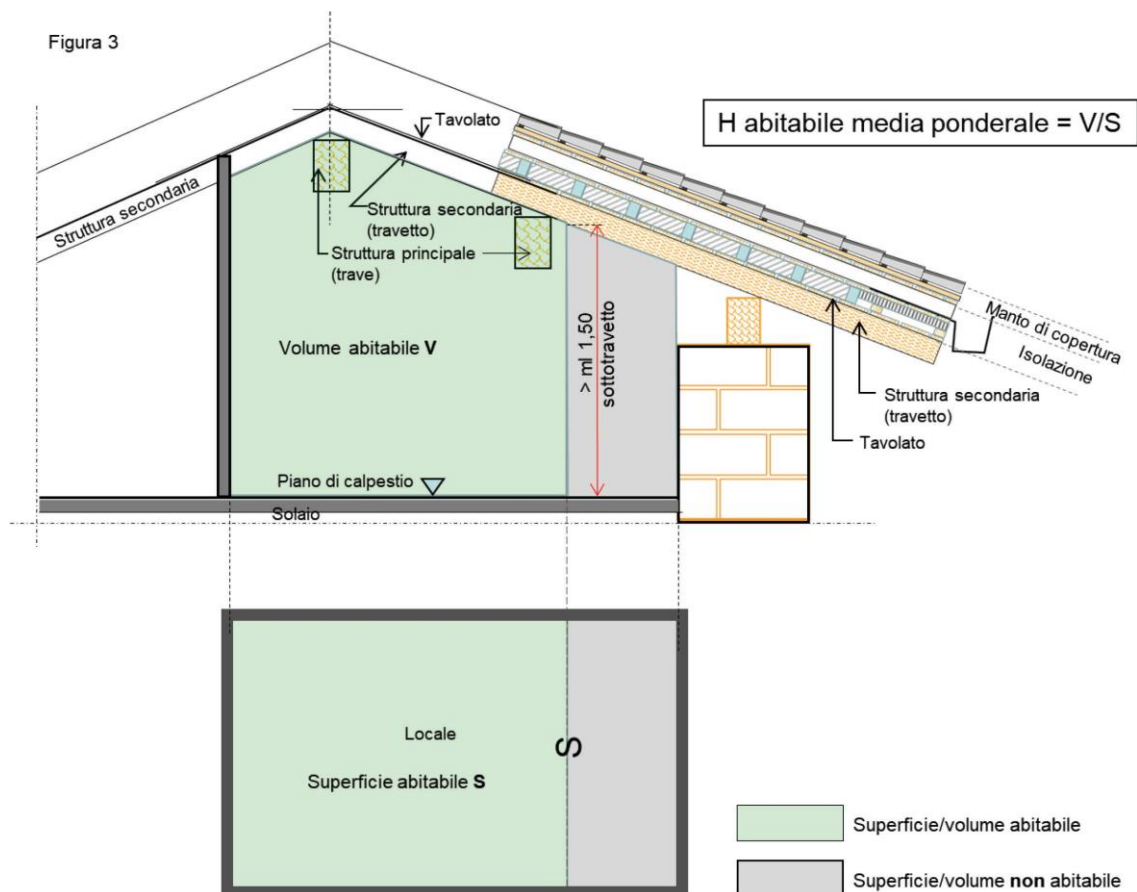 Figura 3
H abitabile media ponderale = V/S
Tavolato
Struttura secondaria
Struttura secondaria
(travetto)
Struttura principale
(trave)
Volume abitabile V
> ml 1,50
sottotravetto
Manto di copertura
Isolazione
Struttura secondaria
(travetto)
Tavolato
Piano di calpestio
Solaio
Locale
S
Superficie abitabile S
Superficie/volume abitabile
Superficie/volume non abitabile